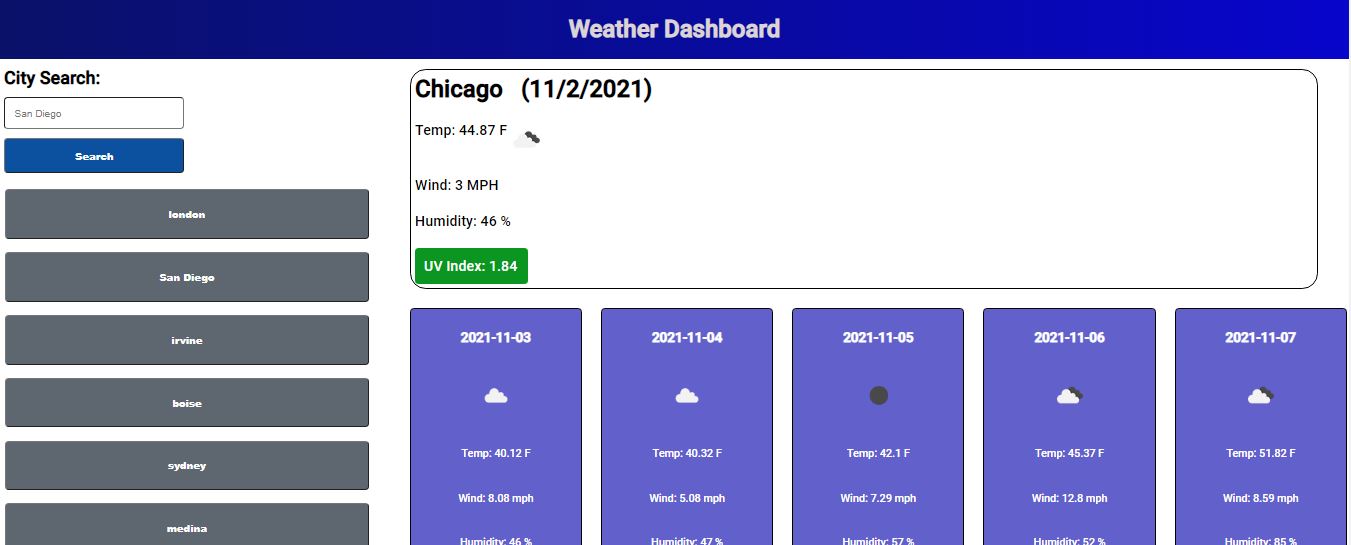 Weather Dashboard
City Search:
San Diego
Search
london
San Diego
irvine
boise
sydney
medina
Chicago (11/2/2021)
Temp: 44.87 F
Wind: 3 MPH
Humidity: 46 %
UV Index: 1.84
2021-11-03
Temp: 40.12 F
Wind: 8.08 mph
Humidity: 46 %
2021-11-04
Temp: 40.32 F
Wind: 5.08 mph
Humidity: 47 %
2021-11-05
Temp: 42.1 F
Wind: 7.29 mph
Humidity: 57 %
2021-11-06
Temp: 45.37 F
Wind: 12.8 mph
Humidity: 52 %
2021-11-07
Temp: 51.82 F
Wind: 8.59 mph
Humidity: 85 %